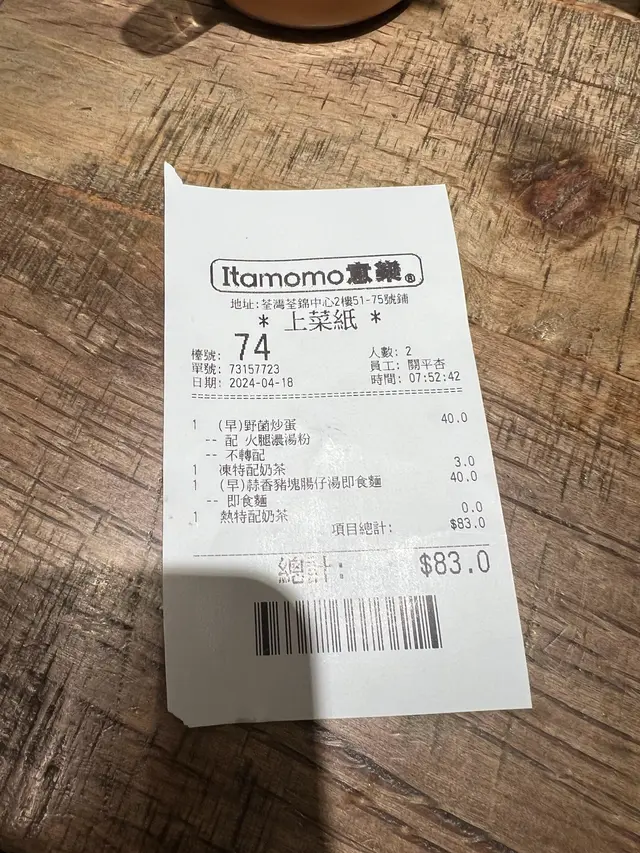 Itamomo意樂®
地址:荃灣荃錦中心2樓51-75號鋪
* 上菜紙 *
檯號: 74 人數: 2
單號: 73157723 員工: 關平杏
日期: 2024-04-18 時間: 07:52:42
1 (早)野菌炒蛋 40.0
-- 配 火腿濃湯粉
-- 不轉配
1 凍特配奶茶 3.0
1 (早)蒜香豬塊腸仔湯即食麵 40.0
-- 即食麵
1 熱特配奶茶 0.0
項目總計: $83.0
總計: $83.0